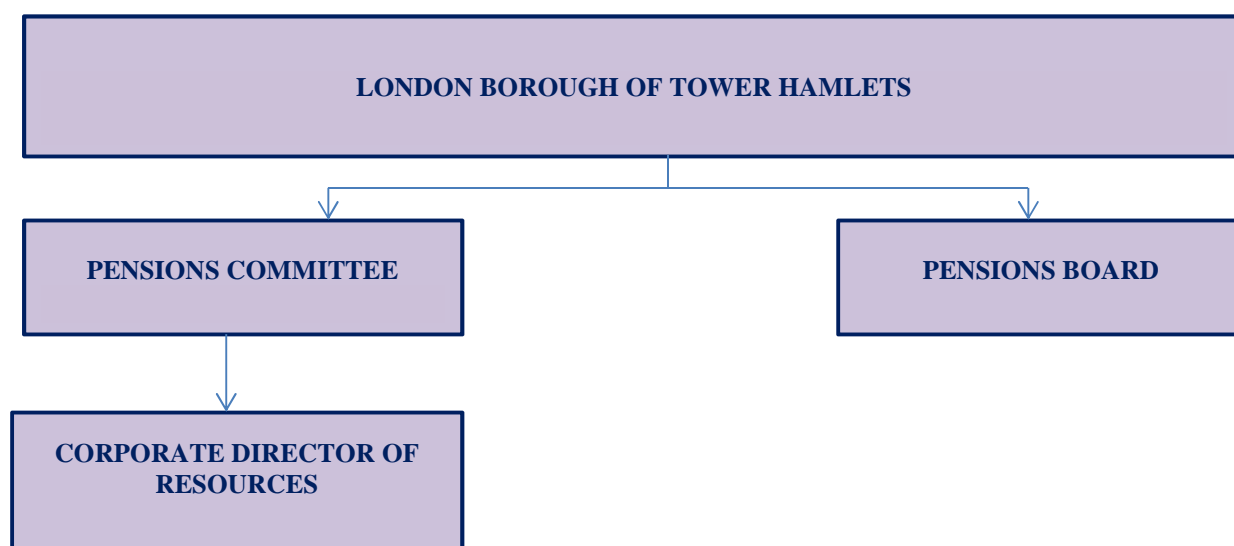 LONDON BOROUGH OF TOWER HAMLETS
PENSIONS COMMITTEE
PENSIONS BOARD
CORPORATE DIRECTOR OF
RESOURCES